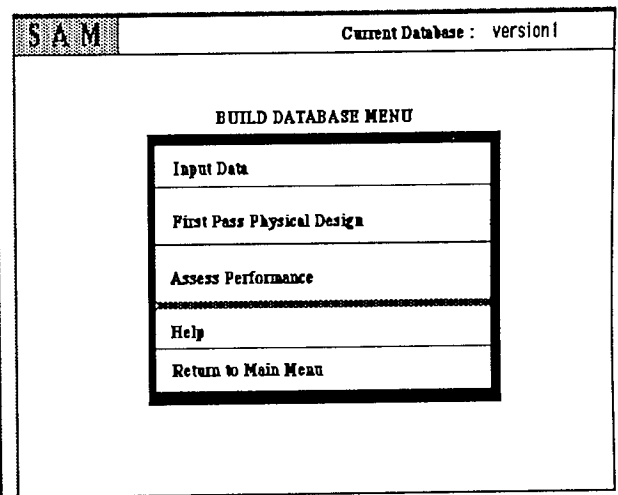 SAM Current Database : version1
BUILD DATABASE MENU
Input Data
First Pass Physical Design
Assess Performance
Help
Return to Main Menu